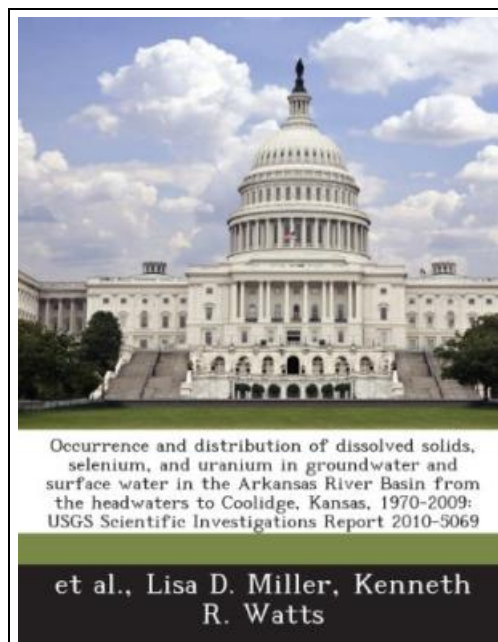 Occurrence and distribution of dissolved solids,
selenium, and uranium in groundwater and
surface water in the Arkansas River Basin from
the headwaters to Coolidge, Kansas, 1970-2009:
USGS Scientific Investigations Report 2010-5069
et al., Lisa D. Miller, Kenneth
R. Watts